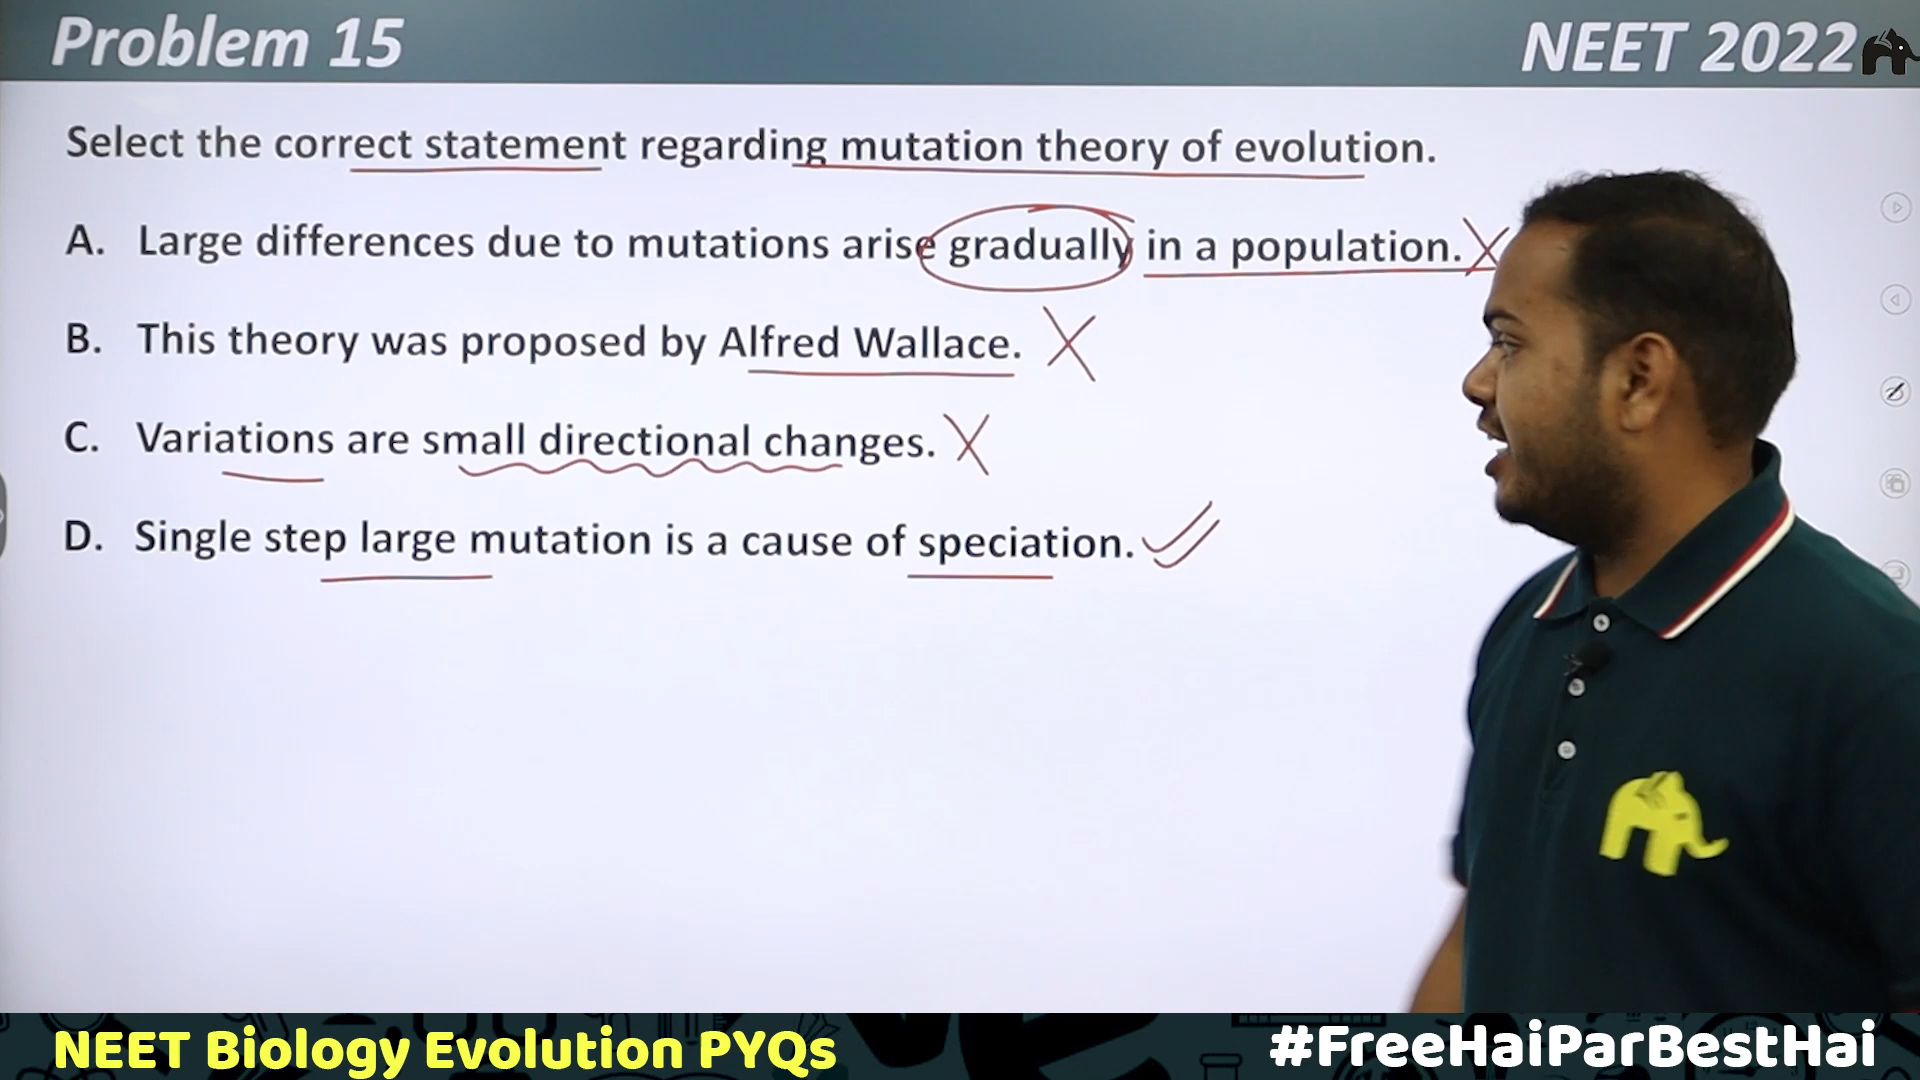 Problem 15
NEET 2022
Select the correct statement regarding mutation theory of evolution.
A. Large differences due to mutations arise gradually in a population.
B. This theory was proposed by Alfred Wallace.
C. Variations are small directional changes.
D. Single step large mutation is a cause of speciation.
NEET Biology Evolution PYQs
#FreeHaiParBestHai